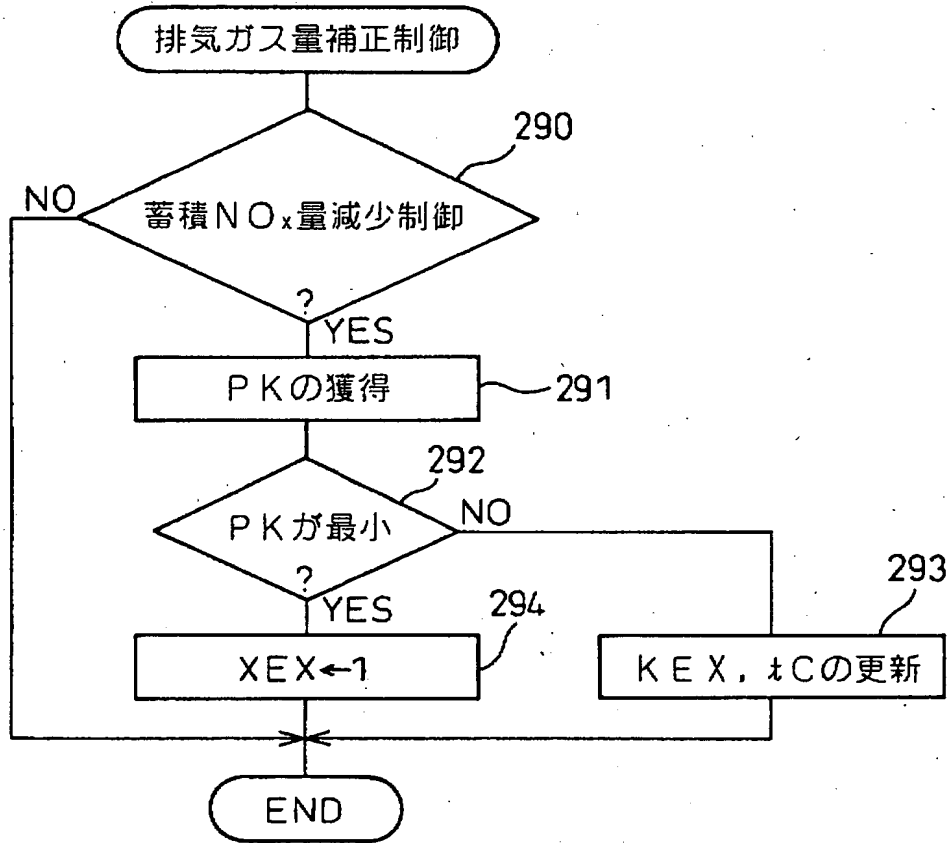 排気ガス量補正制御
290
NO
蓄積NOx量減少制御
?
YES
PKの獲得
291
292
PKが最小
NO
?
YES
293
294
XEX←1
KEX, tCの更新
END